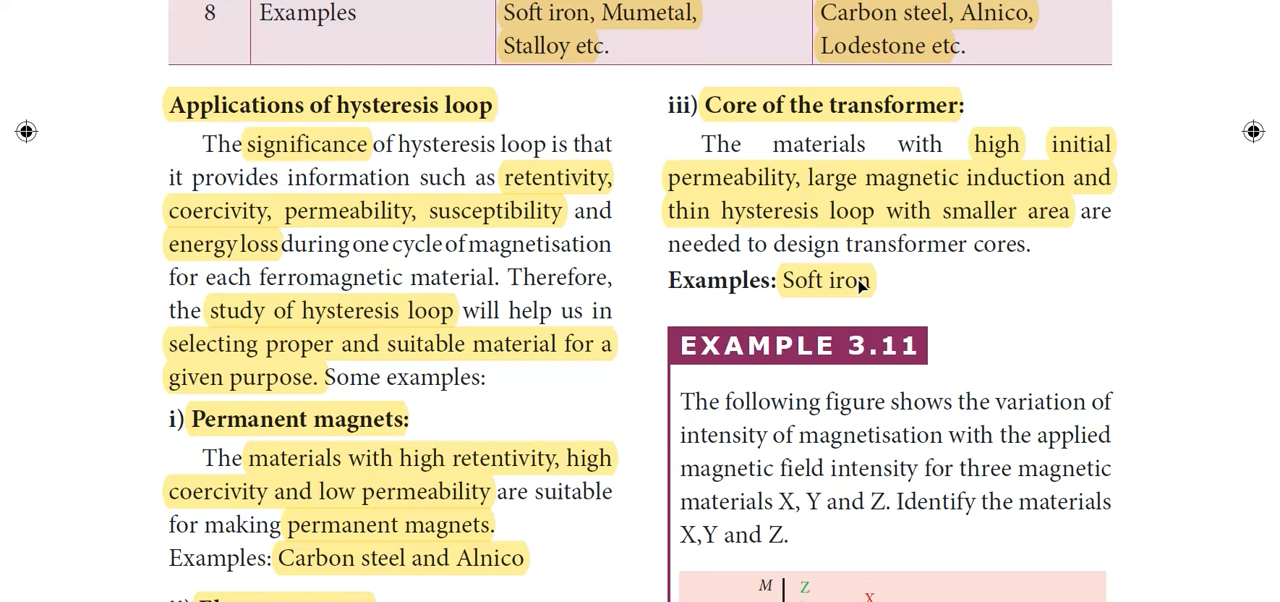 8 Examples Soft iron, Mumetal, Carbon steel, Alnico,
Stalloy etc. Lodestone etc.
Applications of hysteresis loop
The significance of hysteresis loop is that
it provides information such as retentivity,
coercivity, permeability, susceptibility and
energy loss during one cycle of magnetisation
for each ferromagnetic material. Therefore,
the study of hysteresis loop will help us in
selecting proper and suitable material for a
given purpose. Some examples:
i) Permanent magnets:
The materials with high retentivity, high
coercivity and low permeability are suitable
for making permanent magnets.
Examples: Carbon steel and Alnico
iii) Core of the transformer:
The materials with high initial
permeability, large magnetic induction and
thin hysteresis loop with smaller area are
needed to design transformer cores.
Examples: Soft iron
EXAMPLE 3.11
The following figure shows the variation of
intensity of magnetisation with the applied
magnetic field intensity for three magnetic
materials X, Y and Z. Identify the materials
X,Y and Z.
M Z
X